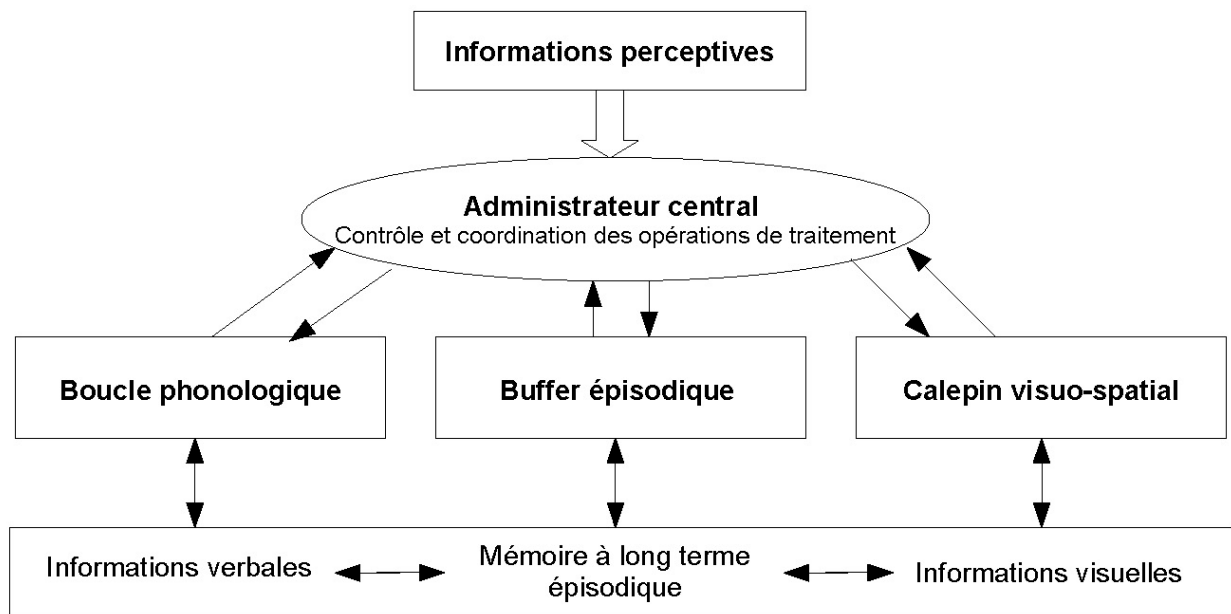 Informations perceptives
Administrateur central
Contrôle et coordination des opérations de traitement
Boucle phonologique
Buffer épisodique
Calepin visuo-spatial
Informations verbales
Mémoire à long terme
épisodique
Informations visuelles